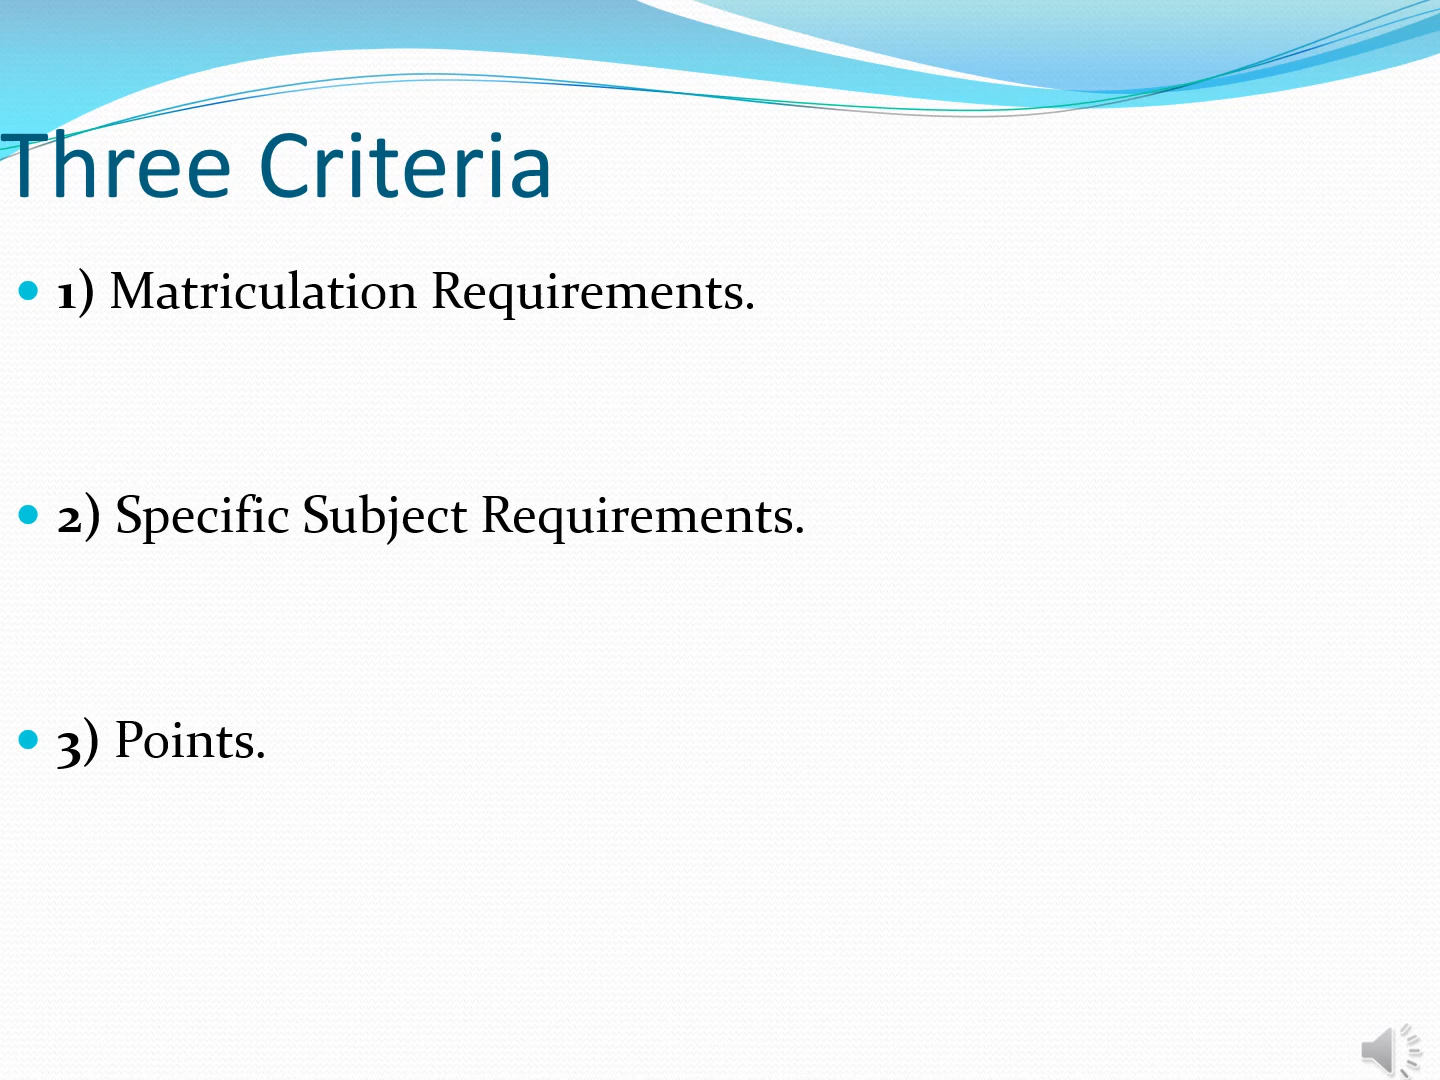 Three Criteria
• 1) Matriculation Requirements.
• 2) Specific Subject Requirements.
• 3) Points.